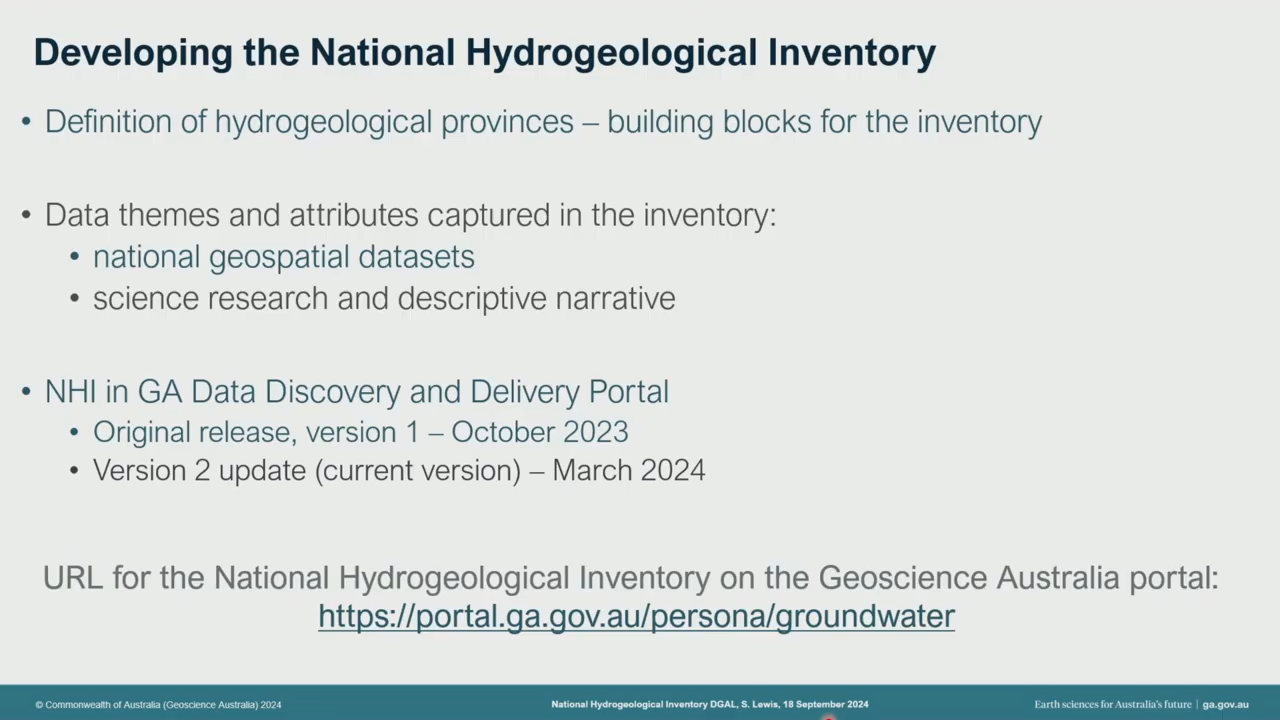 Developing the National Hydrogeological Inventory
• Definition of hydrogeological provinces – building blocks for the inventory
• Data themes and attributes captured in the inventory:
• national geospatial datasets
• science research and descriptive narrative
• NHI in GA Data Discovery and Delivery Portal
• Original release, version 1 – October 2023
• Version 2 update (current version) – March 2024
URL for the National Hydrogeological Inventory on the Geoscience Australia portal:
https://portal.ga.gov.au/persona/groundwater
© Commonwealth of Australia (Geoscience Australia) 2024
National Hydrogeological Inventory DGAL, S. Lewis, 18 September 2024
Earth sciences for Australia's future | ga.gov.au